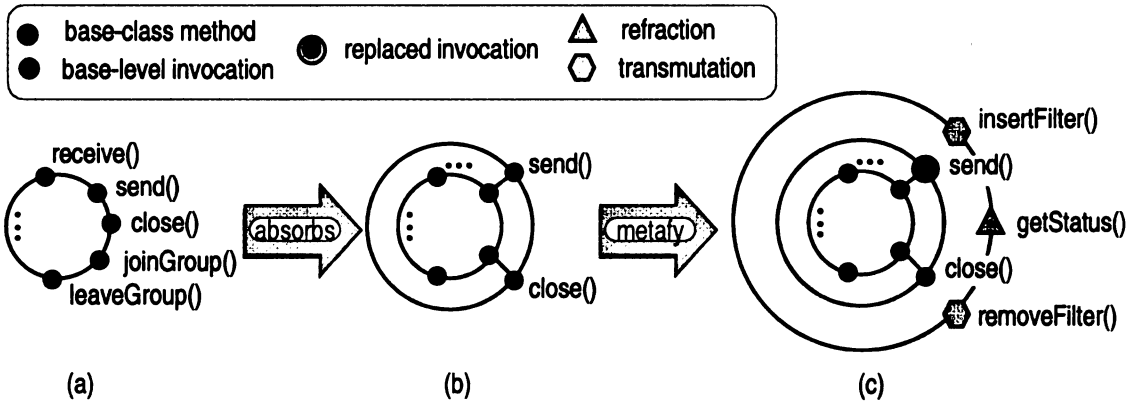 base-class method
base-level invocation
replaced invocation
refraction
transmutation
receive()
send()
close()
joinGroup()
leaveGroup()
absorbs
send()
close()
metafy
insertFilter()
send()
getStatus()
close()
removeFilter()
(a)
(b)
(c)